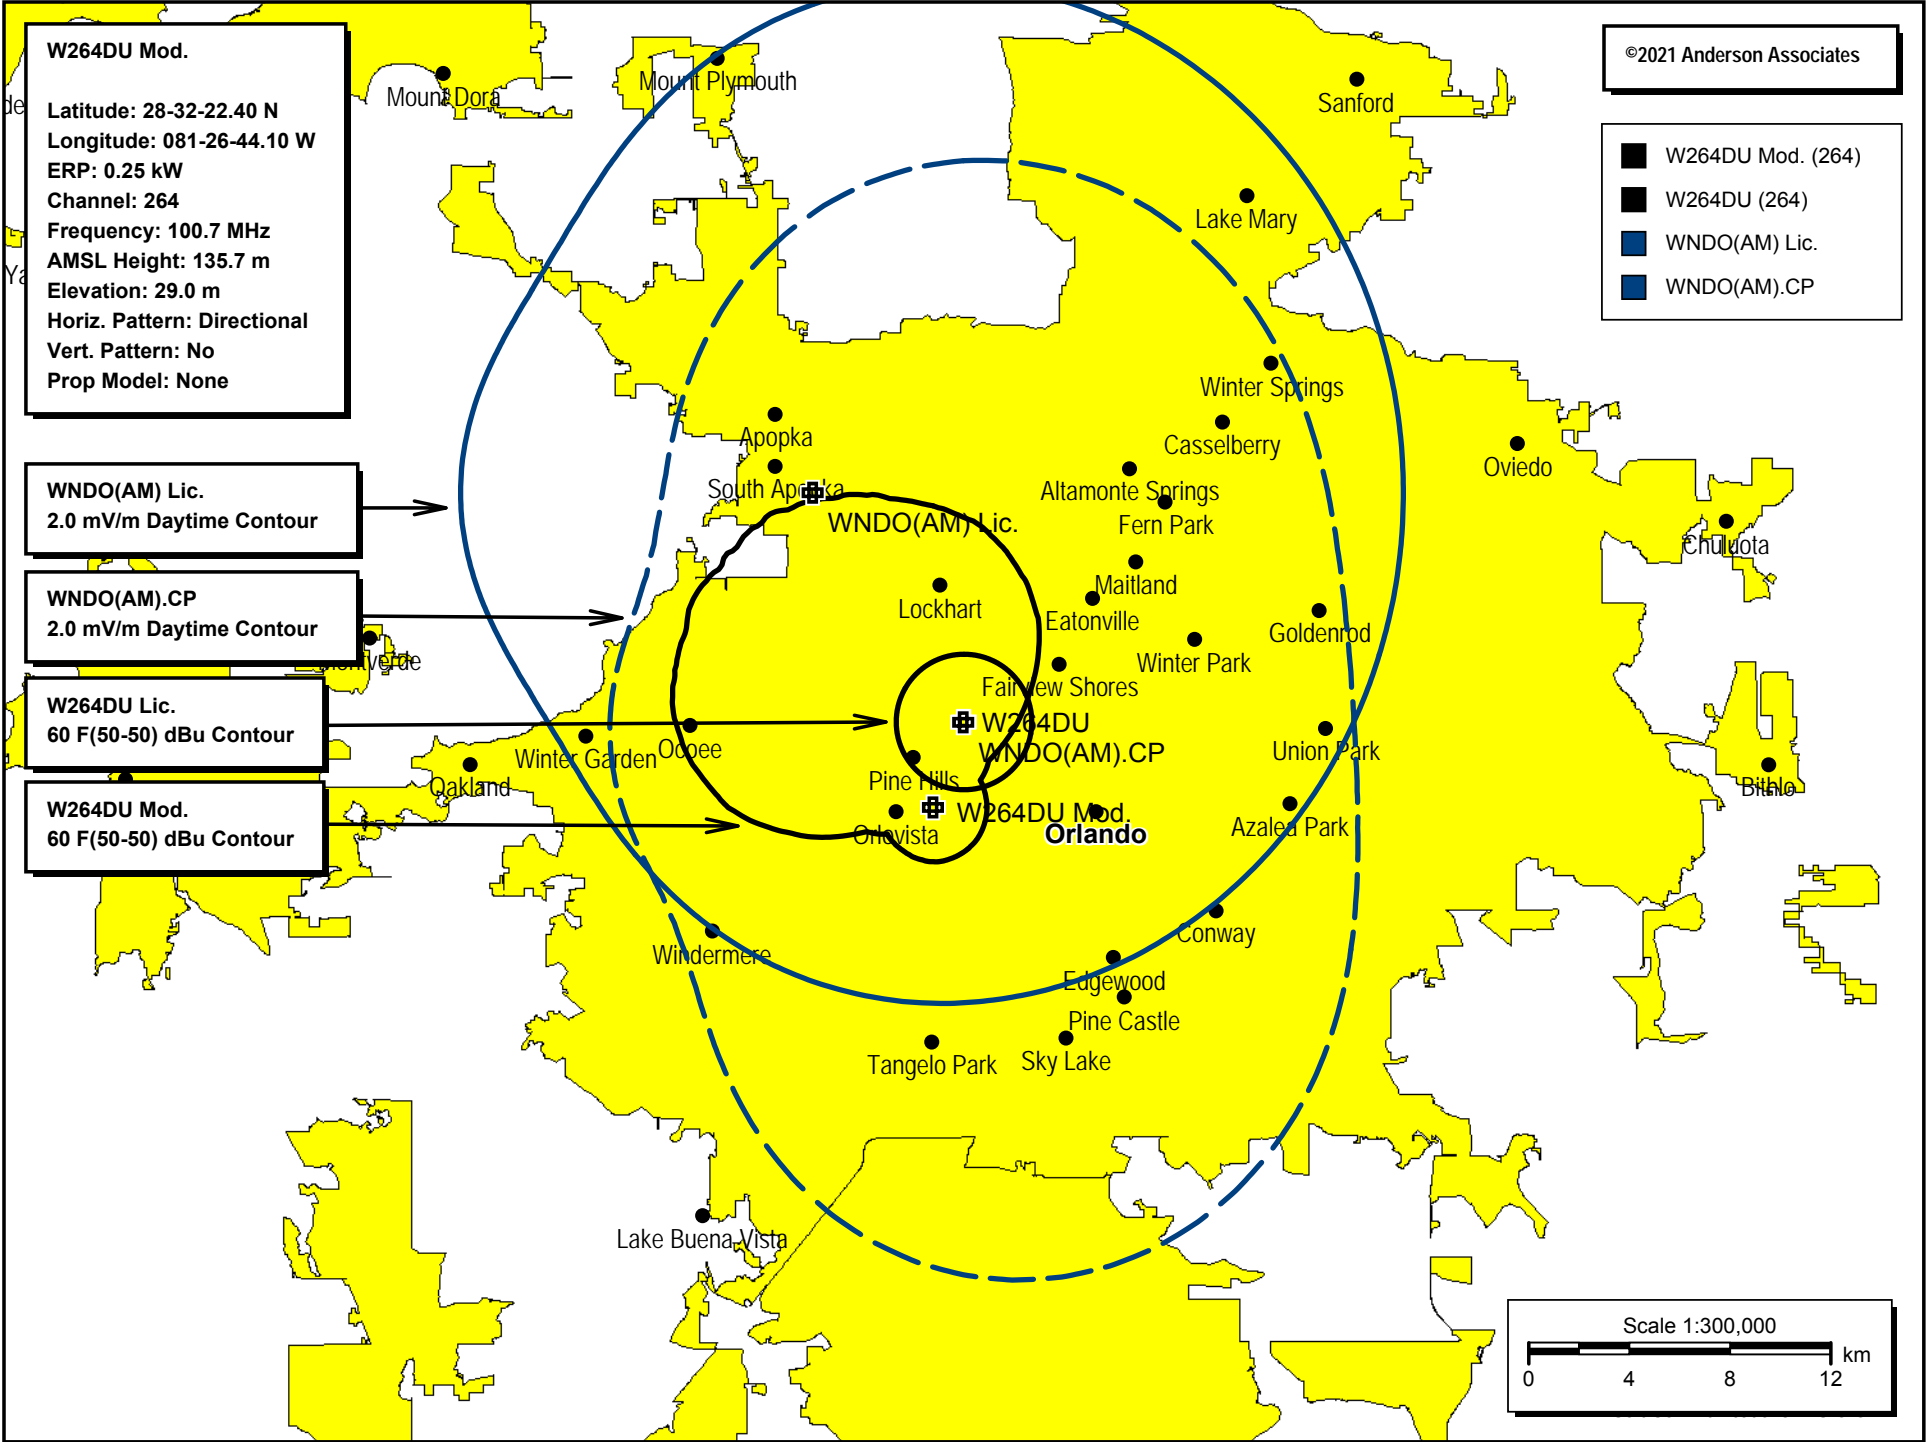 W264DU Mod.
Latitude: 28-32-22.40 N
Longitude: 081-26-44.10 W
ERP: 0.25 kW
Channel: 264
Frequency: 100.7 MHz
AMSL Height: 135.7 m
Elevation: 29.0 m
Horiz. Pattern: Directional
Vert. Pattern: No
Prop Model: None
©2021 Anderson Associates
W264DU Mod. (264)
W264DU (264)
WNDO(AM) Lic.
WNDO(AM).CP
WNDO(AM) Lic.
2.0 mV/m Daytime Contour
WNDO(AM).CP
2.0 mV/m Daytime Contour
W264DU Lic.
60 F(50-50) dBu Contour
W264DU Mod.
60 F(50-50) dBu Contour
Mount Dora
Mount Plymouth
Sanford
Lake Mary
Winter Springs
Apopka
Casselberry
Oviedo
South Apopka
Altamonte Springs
WNDO(AM) Lic.
Fern Park
Chuluota
Maitland
Lockhart
Eatonville
Goldenrod
Winter Park
Fairview Shores
W264DU
WNDO(AM).CP
Ocoee
Winter Garden
Union Park
Oakland
Pine Hills
Bithlo
W264DU Mod.
Orlovista
Orlando
Azalea Park
Conway
Windermere
Edgewood
Pine Castle
Tangelo Park
Sky Lake
Lake Buena Vista
Scale 1:300,000
km
0 4 8 12